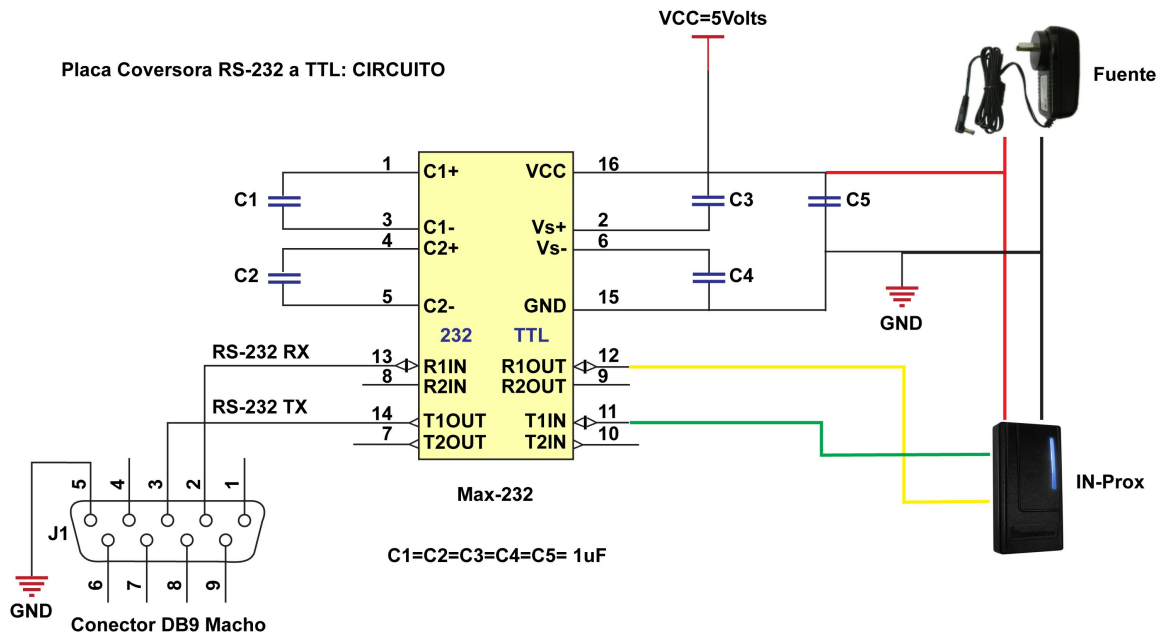 VCC=5Volts
Placa Coversora RS-232 a TTL: CIRCUITO
Fuente
1 C1+ VCC 16
C1
C3
C5
3 C1- Vs+ 2
4 C2+ Vs- 6
C2
C4
5 C2- GND 15
GND
232 TTL
RS-232 RX
13 R1IN R1OUT 12
8 R2IN R2OUT 9
RS-232 TX
14 T1OUT T1IN 11
7 T2OUT T2IN 10
IN-Prox
Max-232
5 4 3 2 1
J1
C1=C2=C3=C4=C5= 1uF
6 7 8 9
GND
Conector DB9 Macho